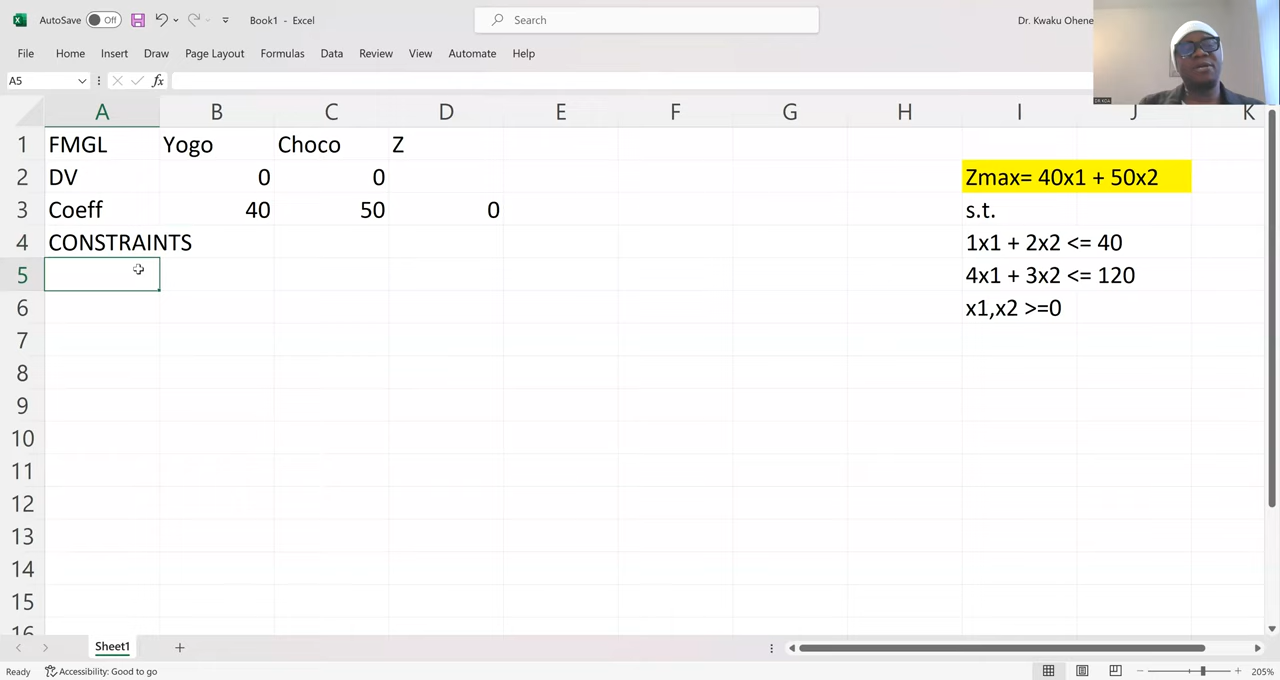 AutoSave Off Book1 - Excel Search Dr. Kwaku Ohene
File Home Insert Draw Page Layout Formulas Data Review View Automate Help
A5 fx
A B C D E F G H I J K
1 FMGL Yogo Choco Z
2 DV 0 0 Zmax= 40x1 + 50x2
3 Coeff 40 50 0 s.t.
4 CONSTRAINTS 1x1 + 2x2 <= 40
5 4x1 + 3x2 <= 120
6 x1,x2 >=0
7
8
9
10
11
12
13
14
15
16
Sheet1
Ready Accessibility: Good to go 205%